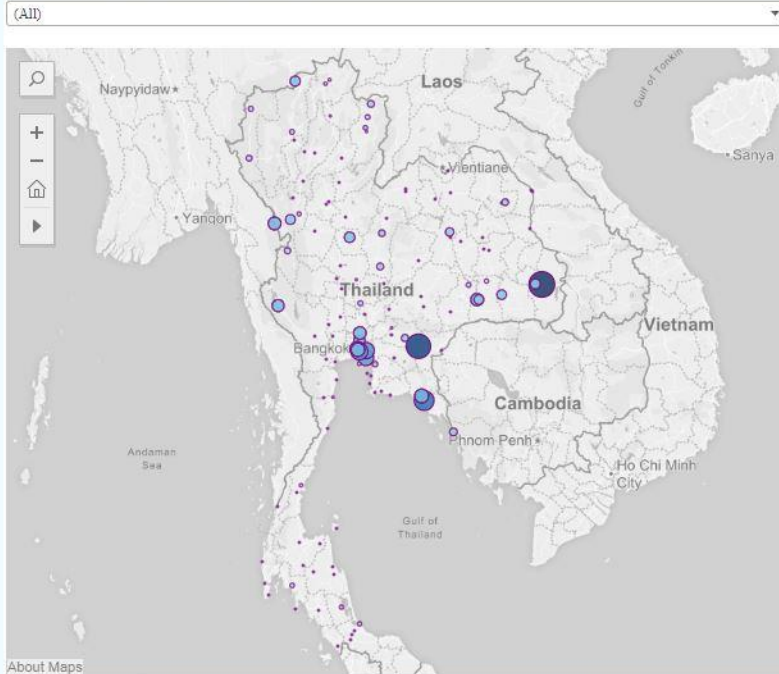 (All)
Naypyidaw
Laos
Gulf of Tonkin
Sanya
Vientiane
Yangon
Thailand
Vietnam
Bangkok
Cambodia
Phnom Penh
Andaman
Sea
Ho Chi Minh
City
Gulf of
Thailand
About Maps